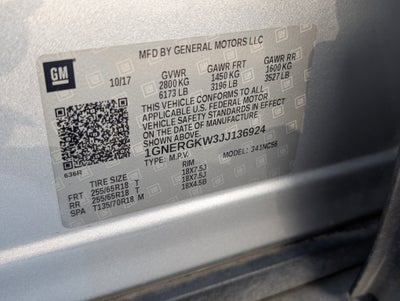 MFD BY GENERAL MOTORS LLC
GM
10/17
GVWR GAWR FRT GAWR RR
2800 KG 1450 KG 1600 KG
6173 LB 3196 LB 3527 LB
THIS VEHICLE CONFORMS TO ALL
APPLICABLE U.S. FEDERAL MOTOR
VEHICLE SAFETY STANDARDS IN EFFECT
ON THE DATE OF MANUFACTURE
SHOWN ABOVE.
1GNERGKW3JJ136924
TYPE: M.P.V. MODEL: 241NC56
636R
TIRE SIZE RIM
FRT 255/65R18 T 18X7.5J
RR 255/65R18 T 18X7.5J
SPA T135/70R18 M 18X4.5B